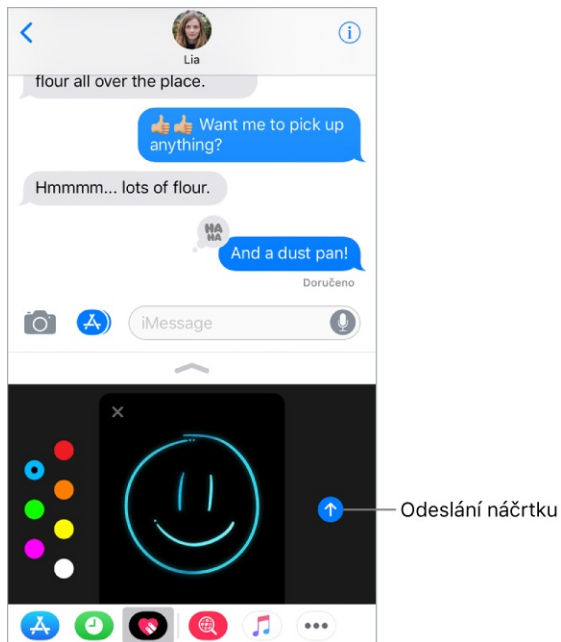 Lia
flour all over the place.
👍🏼👍🏼 Want me to pick up
anything?
Hmmmm... lots of flour.
HA
HA
And a dust pan!
Doručeno
iMessage
Odeslání náčrtku